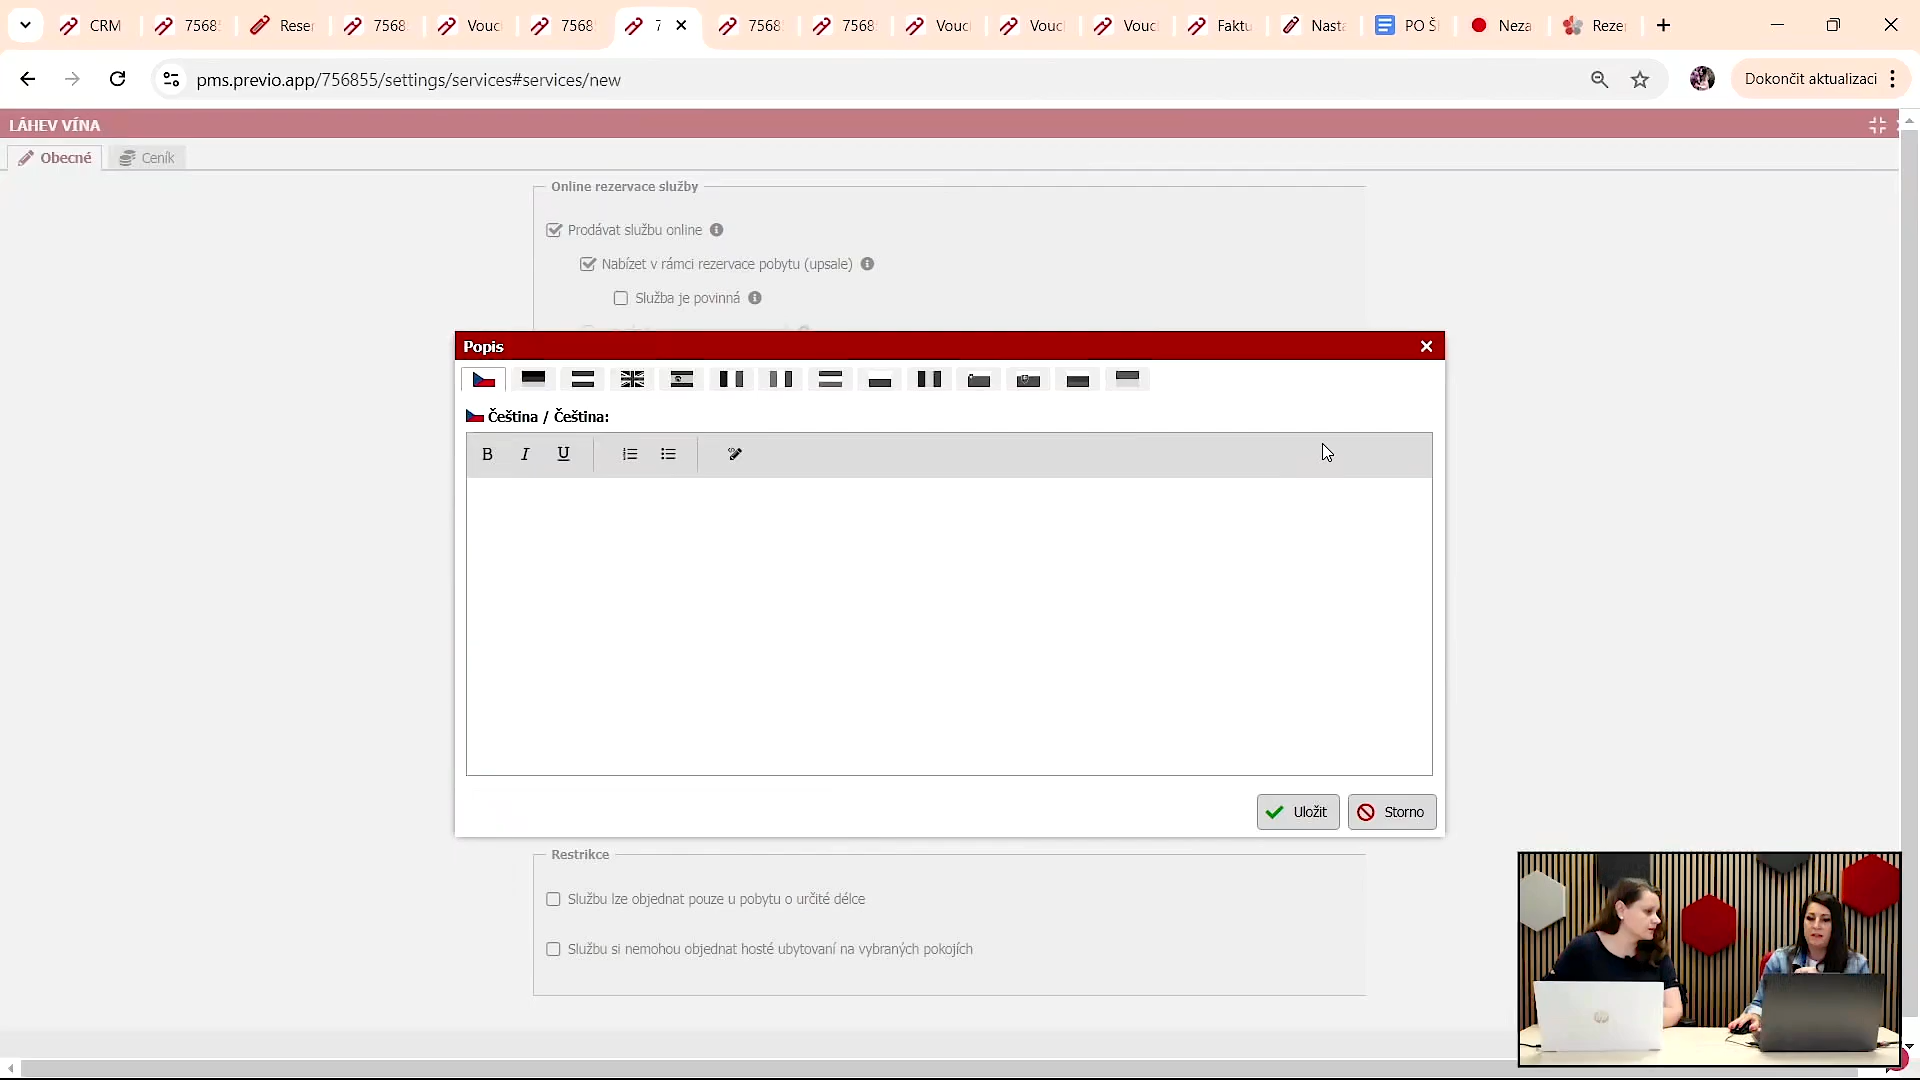 CRM
7568
Reser
7568
Vouc
7568
7
7568
7568
Vouc
Vouc
Vouc
Faktu
Nasta
PO Š
Neza
Rezer
pms.previo.app/756855/settings/services#services/new
Dokončit aktualizaci
LÁHEV VÍNA
Obecné
Ceník
Online rezervace služby
Prodávat službu online
Nabízet v rámci rezervace pobytu (upsale)
Služba je povinná
Popis
Čeština / Čeština:
B I U
Uložit
Storno
Restrikce
Službu lze objednat pouze u pobytu o určité délce
Službu si nemohou objednat hosté ubytovaní na vybraných pokojích